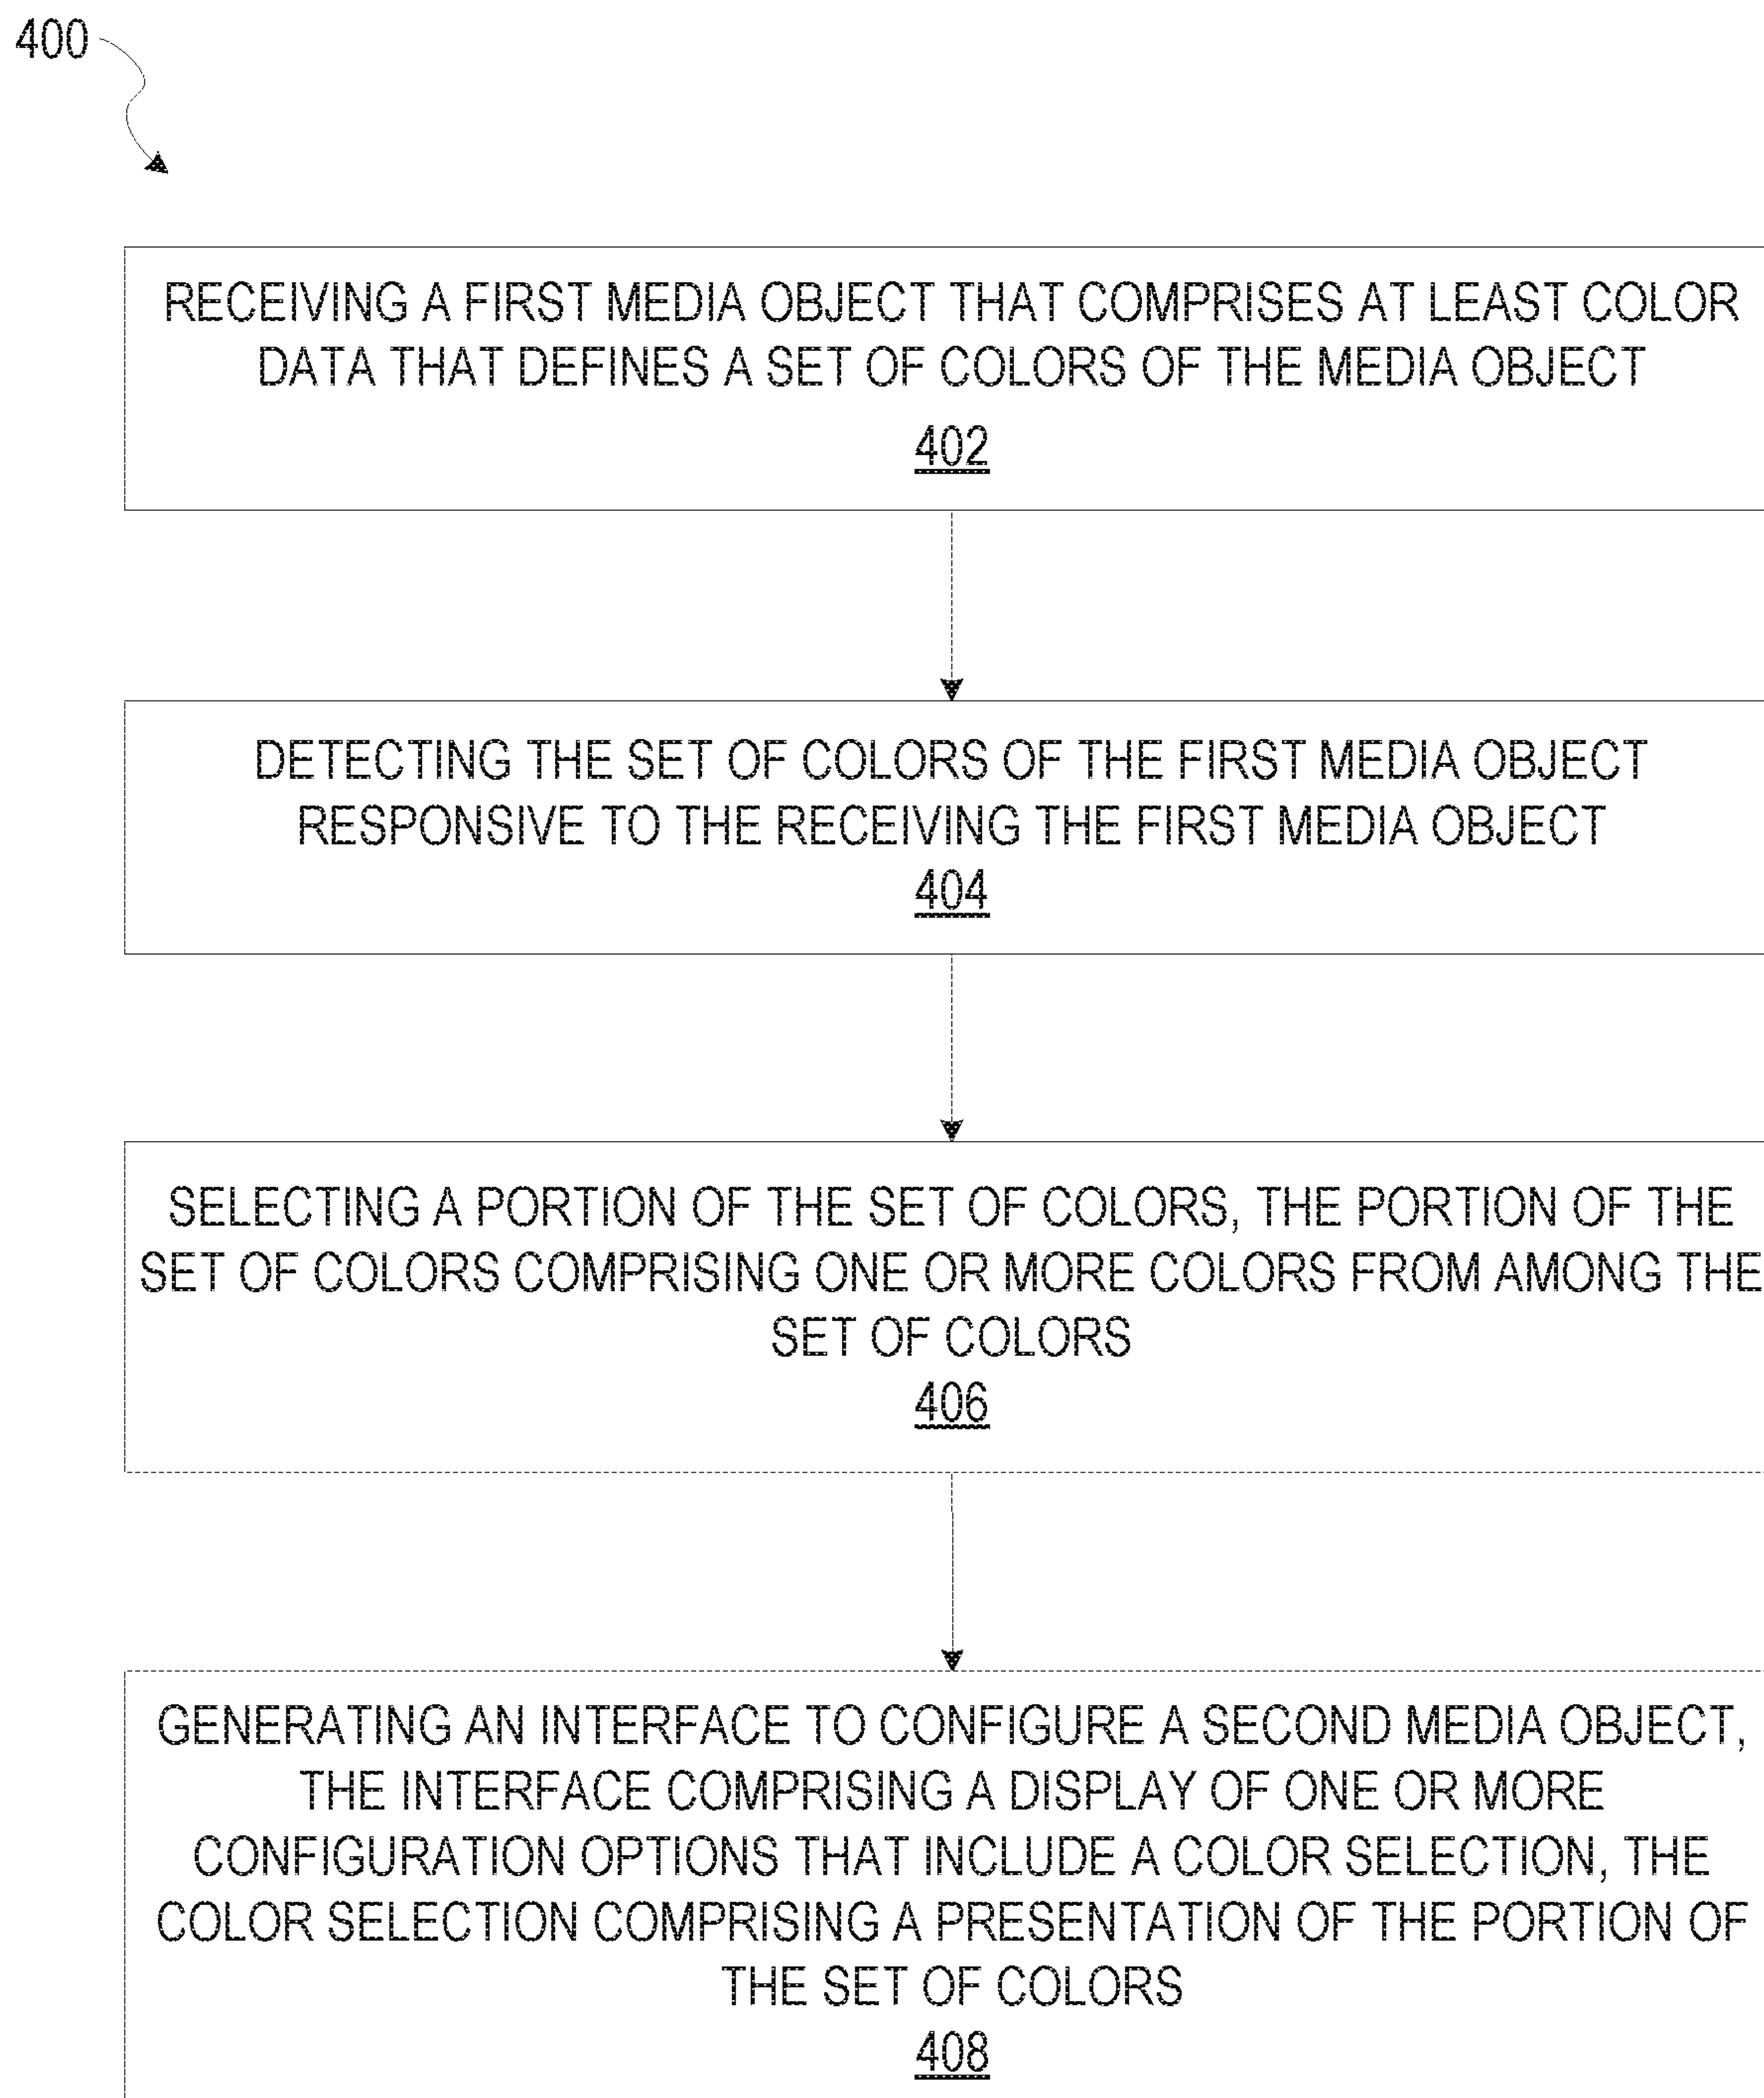 400
RECEIVING A FIRST MEDIA OBJECT THAT COMPRISES AT LEAST COLOR
DATA THAT DEFINES A SET OF COLORS OF THE MEDIA OBJECT
402
DETECTING THE SET OF COLORS OF THE FIRST MEDIA OBJECT
RESPONSIVE TO THE RECEIVING THE FIRST MEDIA OBJECT
404
SELECTING A PORTION OF THE SET OF COLORS, THE PORTION OF THE
SET OF COLORS COMPRISING ONE OR MORE COLORS FROM AMONG THE
SET OF COLORS
406
GENERATING AN INTERFACE TO CONFIGURE A SECOND MEDIA OBJECT,
THE INTERFACE COMPRISING A DISPLAY OF ONE OR MORE
CONFIGURATION OPTIONS THAT INCLUDE A COLOR SELECTION, THE
COLOR SELECTION COMPRISING A PRESENTATION OF THE PORTION OF
THE SET OF COLORS
408